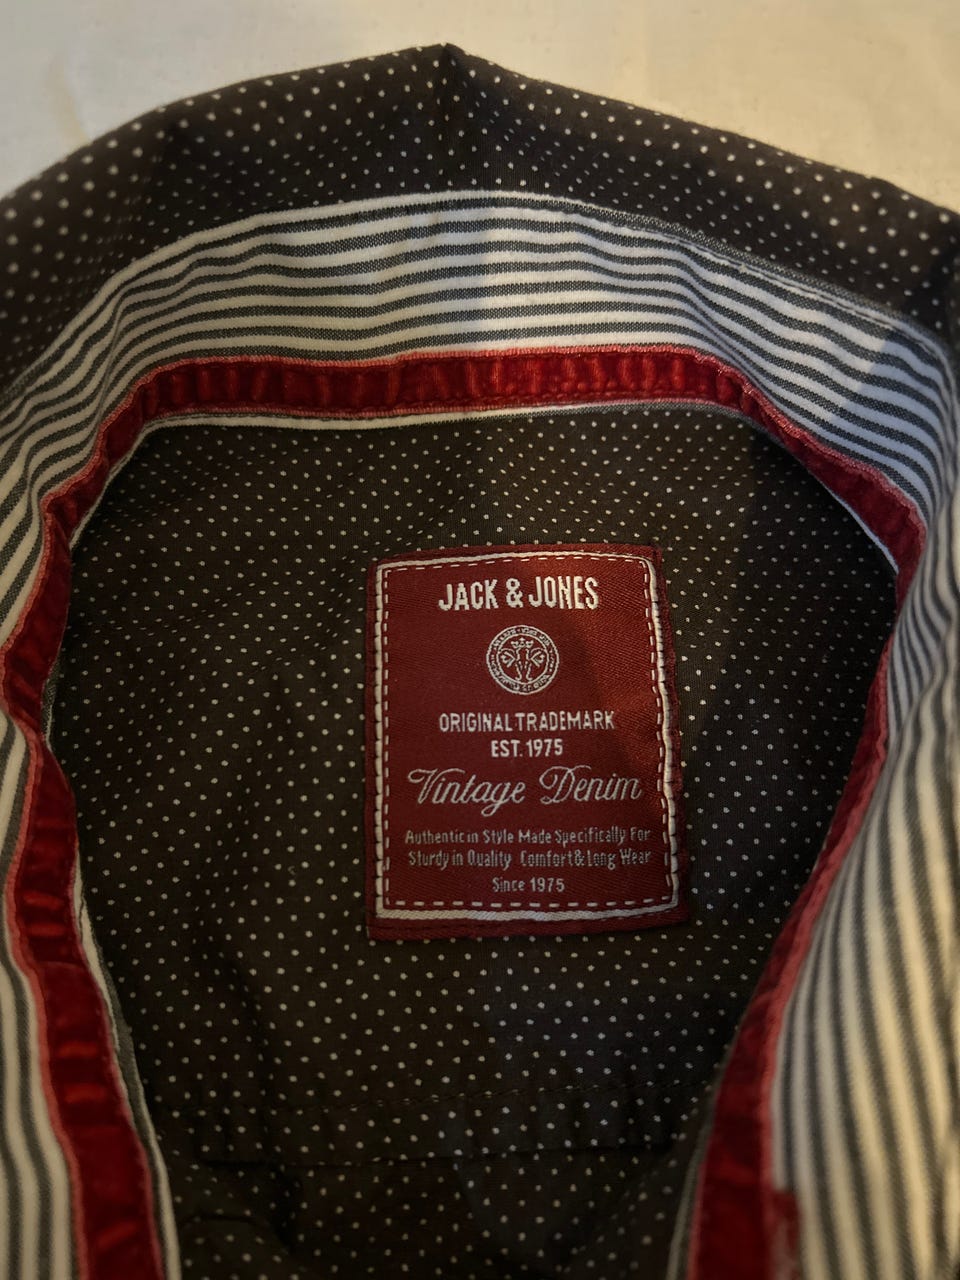 JACK & JONES
ORIGINAL TRADEMARK
EST. 1975
Vintage Denim
Authentic in Style Made Specifically For
Sturdy in Quality Comfort & Long Wear
Since 1975